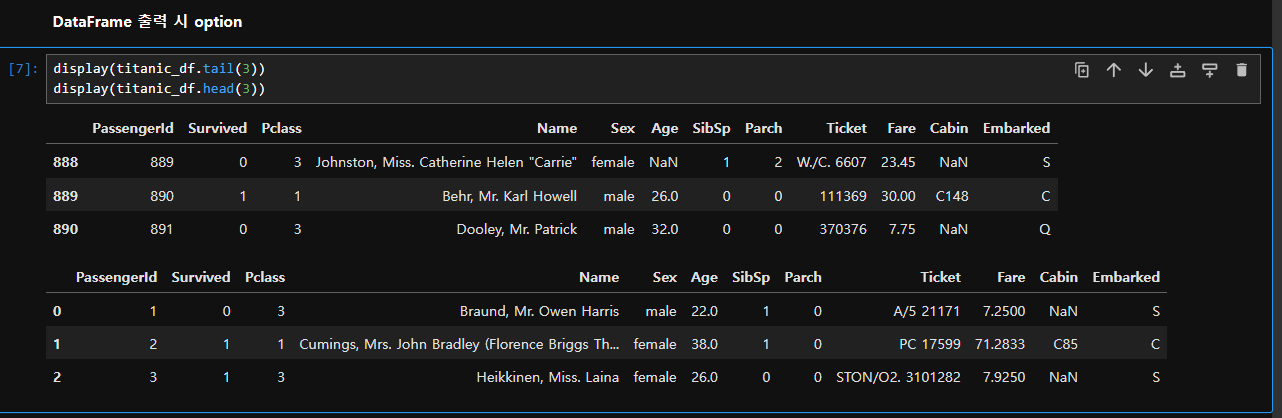 DataFrame 출력 시 option
[7]: display(titanic_df.tail(3))
display(titanic_df.head(3))
PassengerId Survived Pclass Name Sex Age SibSp Parch Ticket Fare Cabin Embarked
888 889 0 3 Johnston, Miss. Catherine Helen "Carrie" female NaN 1 2 W./C. 6607 23.45 NaN S
889 890 1 1 Behr, Mr. Karl Howell male 26.0 0 0 111369 30.00 C148 C
890 891 0 3 Dooley, Mr. Patrick male 32.0 0 0 370376 7.75 NaN Q
PassengerId Survived Pclass Name Sex Age SibSp Parch Ticket Fare Cabin Embarked
0 1 0 3 Braund, Mr. Owen Harris male 22.0 1 0 A/5 21171 7.2500 NaN S
1 2 1 1 Cumings, Mrs. John Bradley (Florence Briggs Th... female 38.0 1 0 PC 17599 71.2833 C85 C
2 3 1 3 Heikkinen, Miss. Laina female 26.0 0 0 STON/O2. 3101282 7.9250 NaN S